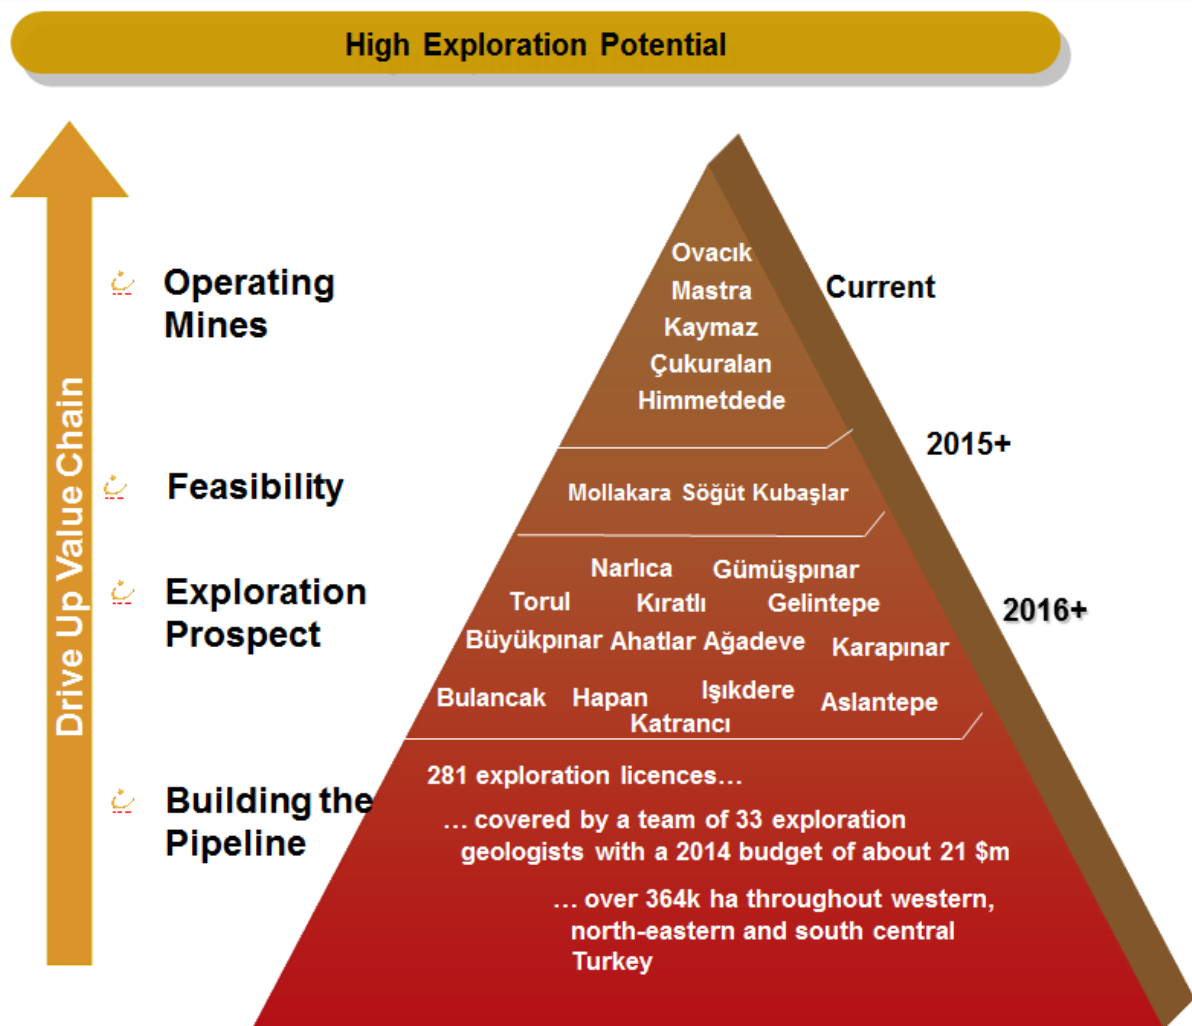 High Exploration Potential
Drive Up Value Chain
Operating
Mines
Ovacık
Mastra
Kaymaz
Çukuralan
Himmetdede
Current
2015+
Feasibility
Mollakara Söğüt Kubaşlar
Exploration
Prospect
Narlıca Gümüşpınar
Torul Kıratlı Gelintepe
2016+
Büyükpınar Ahatlar Ağadeve Karapınar
Bulancak Hapan Işıkdere Aslantepe
Katrancı
Building the
Pipeline
281 exploration licences…
… covered by a team of 33 exploration
geologists with a 2014 budget of about 21 $m
… over 364k ha throughout western,
north-eastern and south central
Turkey